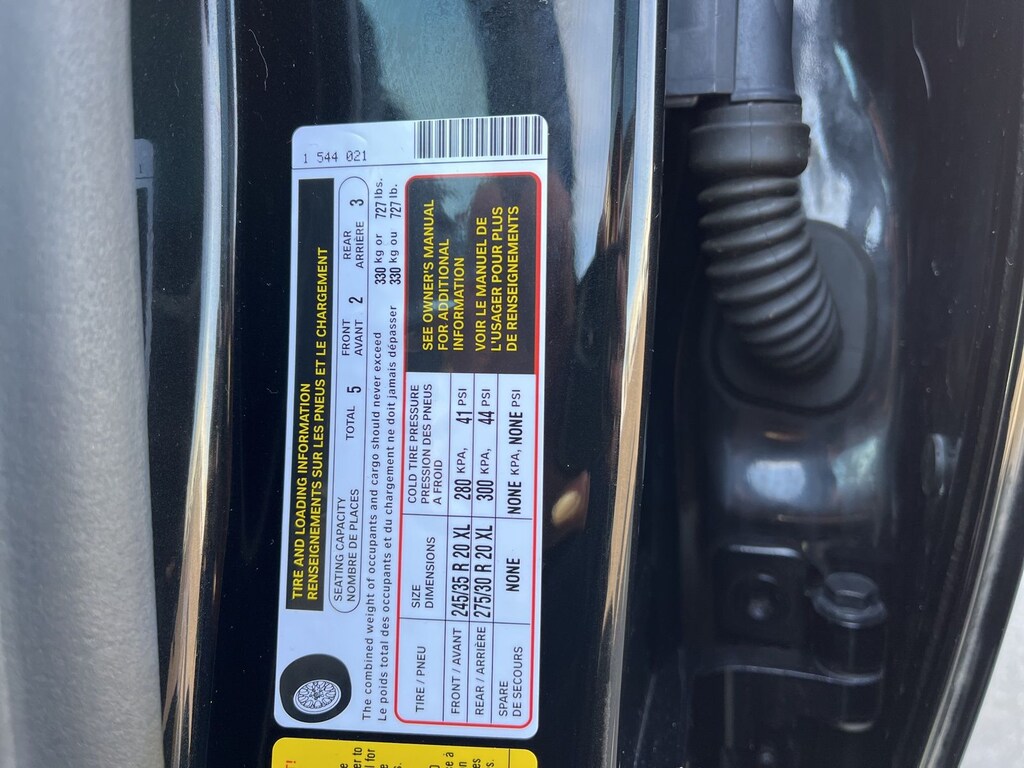 TIRE AND LOADING INFORMATION
RENSEIGNEMENTS SUR LES PNEUS ET LE CHARGEMENT
1 544 021
SEATING CAPACITY
NOMBRE DE PLACES
TOTAL 5
FRONT
AVANT 2
REAR
ARRIÈRE 3
The combined weight of occupants and cargo should never exceed 330 kg or 727 lbs.
Le poids total des occupants et du chargement ne doit jamais dépasser 330 kg ou 727 lb.
TIRE / PNEU
SIZE
DIMENSIONS
COLD TIRE PRESSURE
PRESSION DES PNEUS
A FROID
FRONT / AVANT 245/35 R 20 XL 280 KPA, 41 PSI
REAR / ARRIÈRE 275/30 R 20 XL 300 KPA, 44 PSI
SPARE
DE SECOURS
NONE NONE KPA, NONE PSI
SEE OWNER'S MANUAL
FOR ADDITIONAL
INFORMATION
VOIR LE MANUEL DE
L'USAGER POUR PLUS
DE RENSEIGNEMENTS